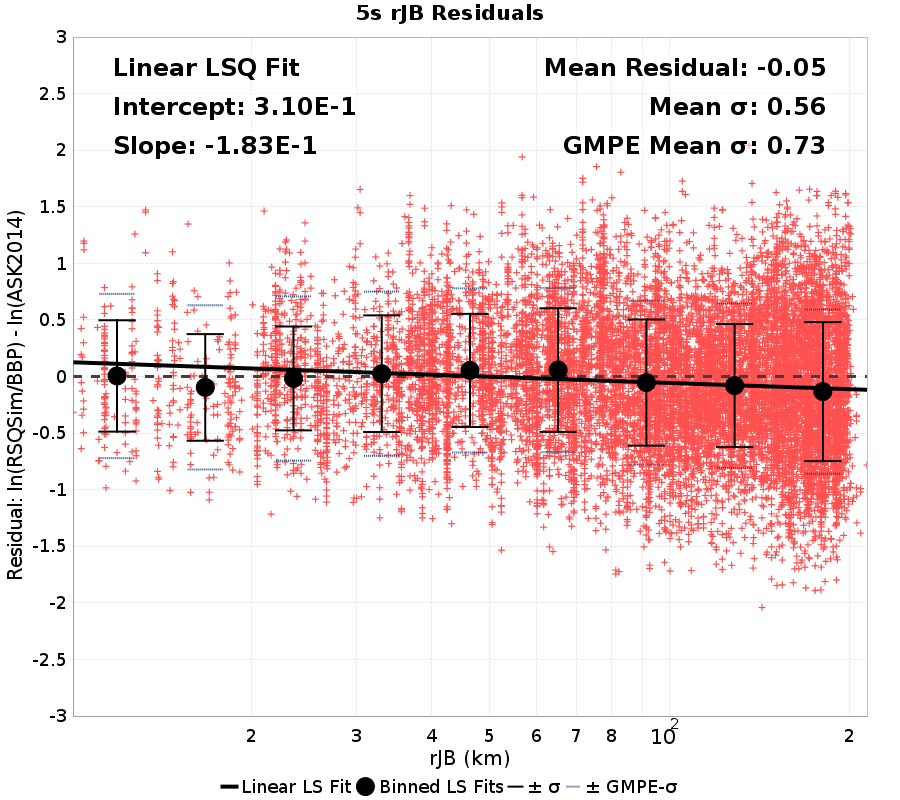 5s rJB Residuals
Linear LSQ Fit
Intercept: 3.10E-1
Slope: -1.83E-1
Mean Residual: -0.05
Mean σ: 0.56
GMPE Mean σ: 0.73
Residual: ln(RSQSim/BBP) - ln(ASK2014)
3
2.5
2
1.5
1
0.5
0
-0.5
-1
-1.5
-2
-2.5
-3
2 3 4 5 6 7 8 10² 2
rJB (km)
Linear LS Fit Binned LS Fits ± σ ± GMPE-σ